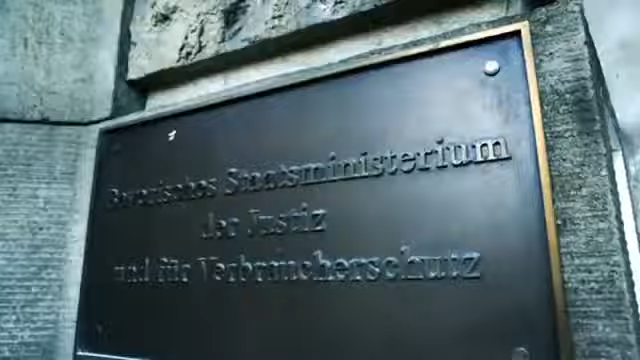 Bayerisches Staatsministerium
der Justiz
und für Verbraucherschutz